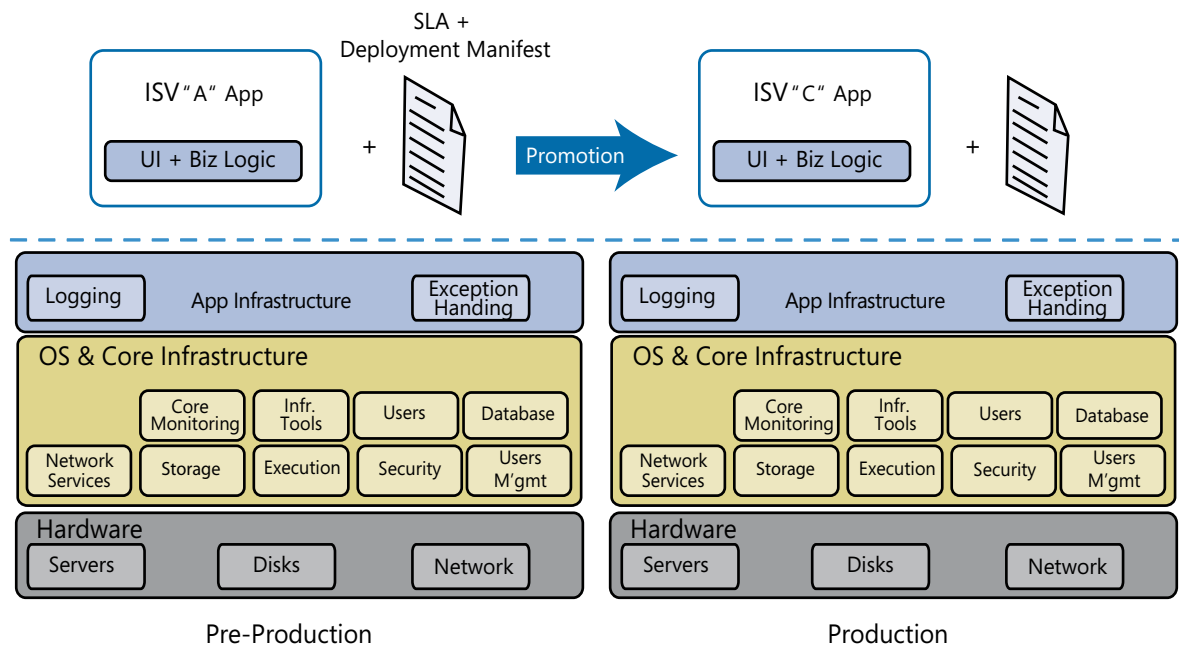 SLA +
Deployment Manifest
ISV "A" App
UI + Biz Logic
+
Promotion
ISV "C" App
UI + Biz Logic
+
Logging
App Infrastructure
Exception
Handing
OS & Core Infrastructure
Core
Monitoring
Infr.
Tools
Users
Database
Network
Services
Storage
Execution
Security
Users
M'gmt
Hardware
Servers
Disks
Network
Pre-Production
Logging
App Infrastructure
Exception
Handing
OS & Core Infrastructure
Core
Monitoring
Infr.
Tools
Users
Database
Network
Services
Storage
Execution
Security
Users
M'gmt
Hardware
Servers
Disks
Network
Production